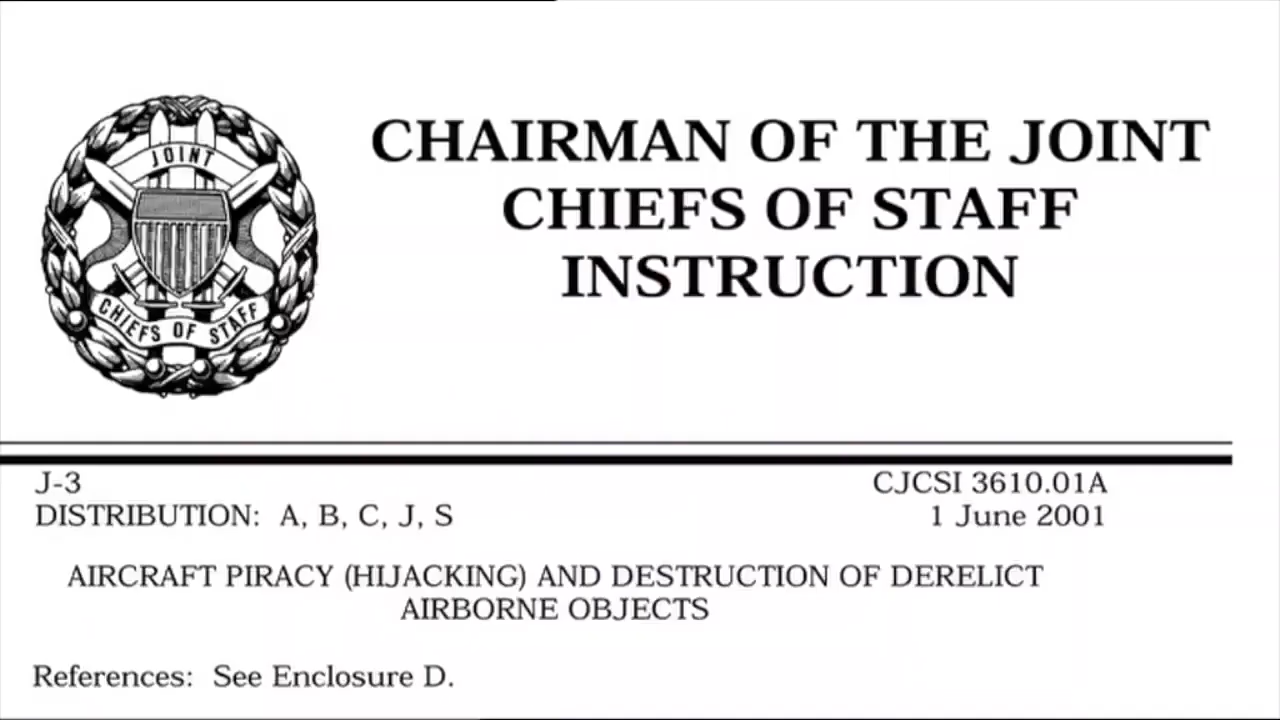 JOINT
CHIEFS OF STAFF
CHAIRMAN OF THE JOINT
CHIEFS OF STAFF
INSTRUCTION
J-3
CJCSI 3610.01A
DISTRIBUTION: A, B, C, J, S
1 June 2001
AIRCRAFT PIRACY (HIJACKING) AND DESTRUCTION OF DERELICT
AIRBORNE OBJECTS
References: See Enclosure D.